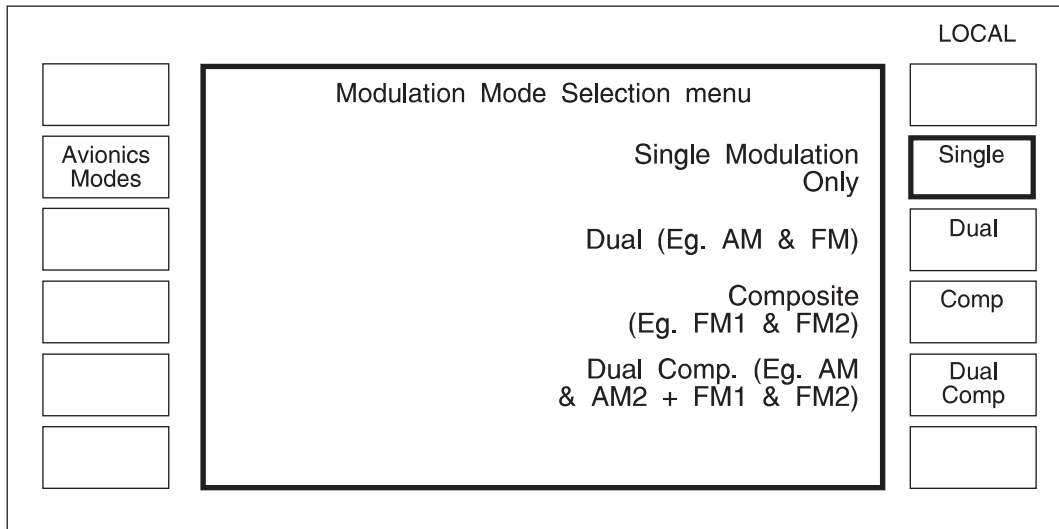 LOCAL
Modulation Mode Selection menu
Avionics
Modes
Single Modulation
Only
Single
Dual (Eg. AM & FM)
Dual
Composite
(Eg. FM1 & FM2)
Comp
Dual Comp. (Eg. AM
& AM2 + FM1 & FM2)
Dual
Comp